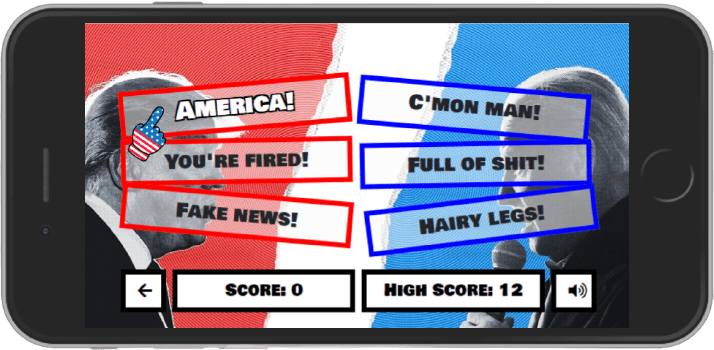 AMERICA!
C'MON MAN!
YOU'RE FIRED!
FULL OF SHIT!
FAKE NEWS!
HAIRY LEGS!
SCORE: 0
HIGH SCORE: 12